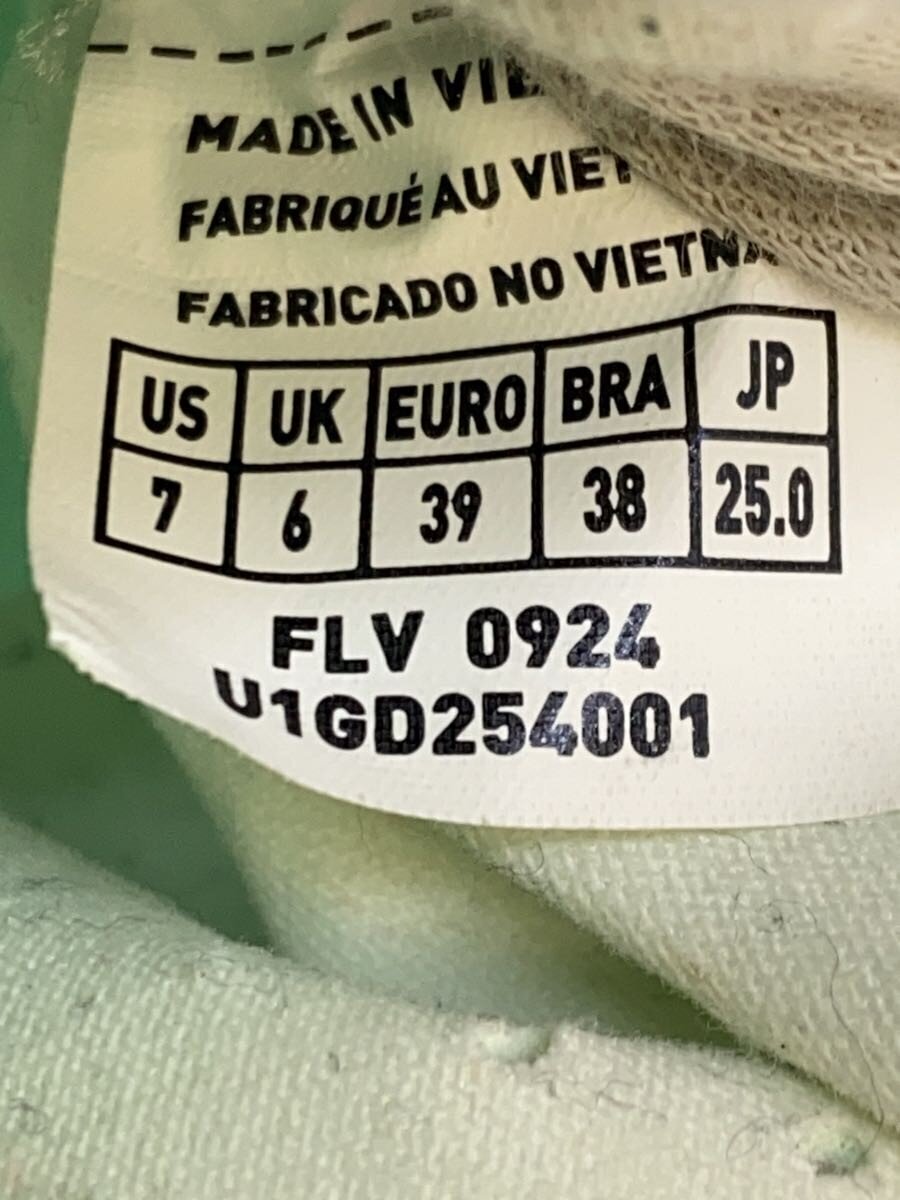 MADE IN VIE
FABRIQUÉ AU VIET
FABRICADO NO VIETNA
US UK EURO BRA JP
7 6 39 38 25.0
FLV 0924
U1GD254001